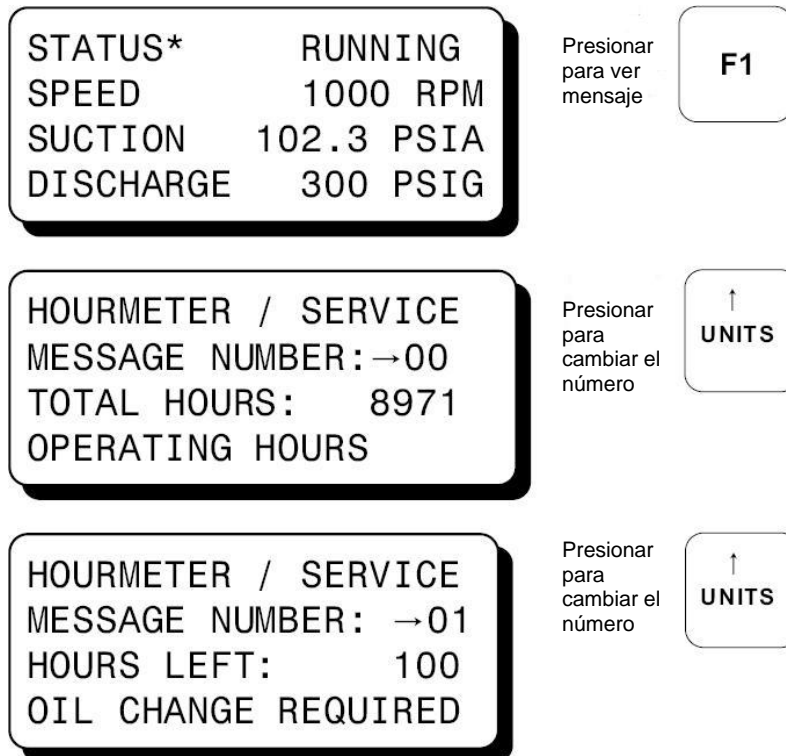 STATUS* RUNNING
SPEED 1000 RPM
SUCTION 102.3 PSIA
DISCHARGE 300 PSIG
Presionar
para ver
mensaje
F1
HOURMETER / SERVICE
MESSAGE NUMBER:→00
TOTAL HOURS: 8971
OPERATING HOURS
Presionar
para
cambiar el
número
↑
UNITS
HOURMETER / SERVICE
MESSAGE NUMBER: →01
HOURS LEFT: 100
OIL CHANGE REQUIRED
Presionar
para
cambiar el
número
↑
UNITS